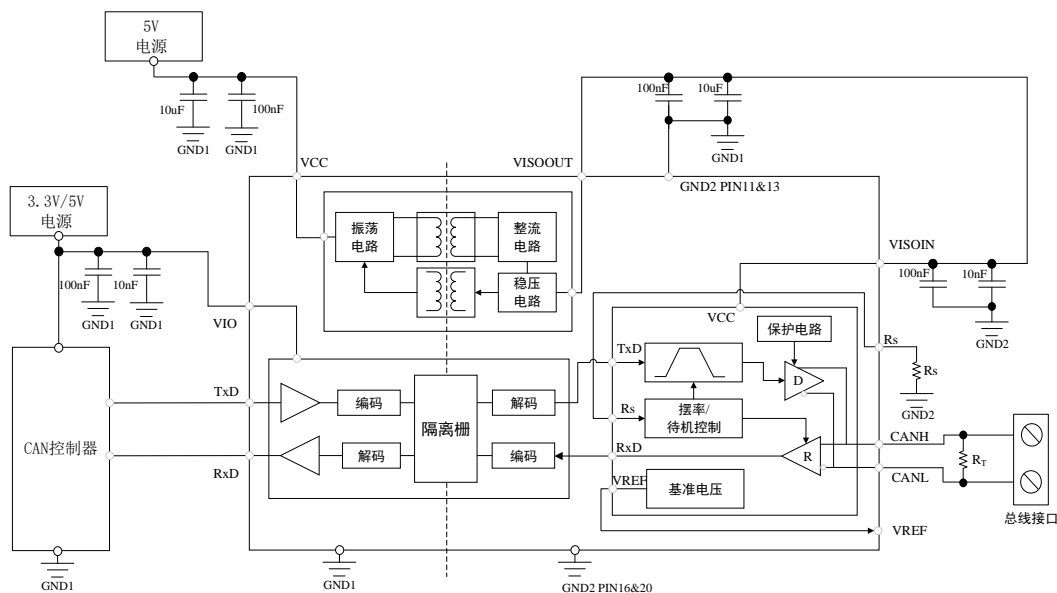 5V
电源
10uF
100nF
GND1
GND1
VCC
VISOOUT
100nF
10uF
GND1
GND2 PIN11&13
3.3V/5V
电源
100nF
10nF
GND1
GND1
VIO
振荡
电路
整流
电路
稳压
电路
VISOIN
100nF
10nF
GND2
VCC
保护电路
Rs
Rs
GND2
TxD
D
Rs
摆率/
待机控制
RxD
R
VREF
基准电压
CAN控制器
TxD
RxD
编码
解码
隔离栅
解码
编码
CANH
CANL
RT
总线接口
VREF
GND1
GND1
GND2 PIN16&20